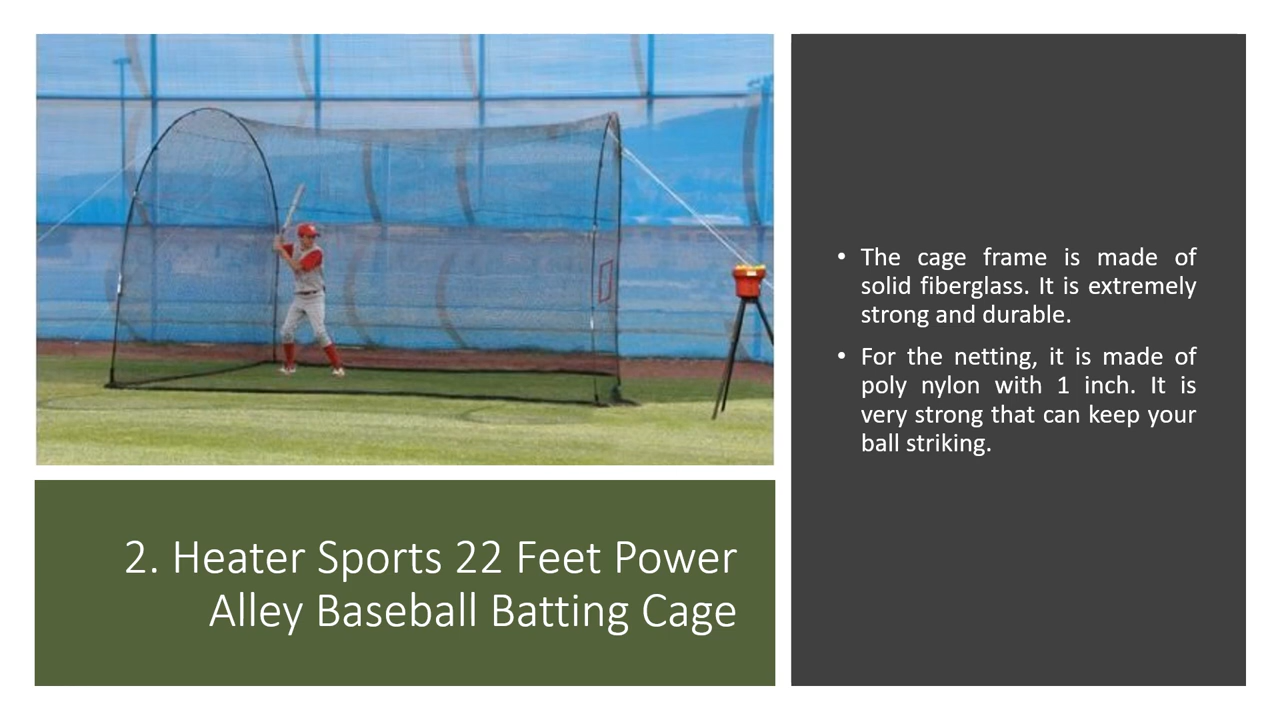 2. Heater Sports 22 Feet Power
Alley Baseball Batting Cage
• The cage frame is made of
solid fiberglass. It is extremely
strong and durable.
• For the netting, it is made of
poly nylon with 1 inch. It is
very strong that can keep your
ball striking.